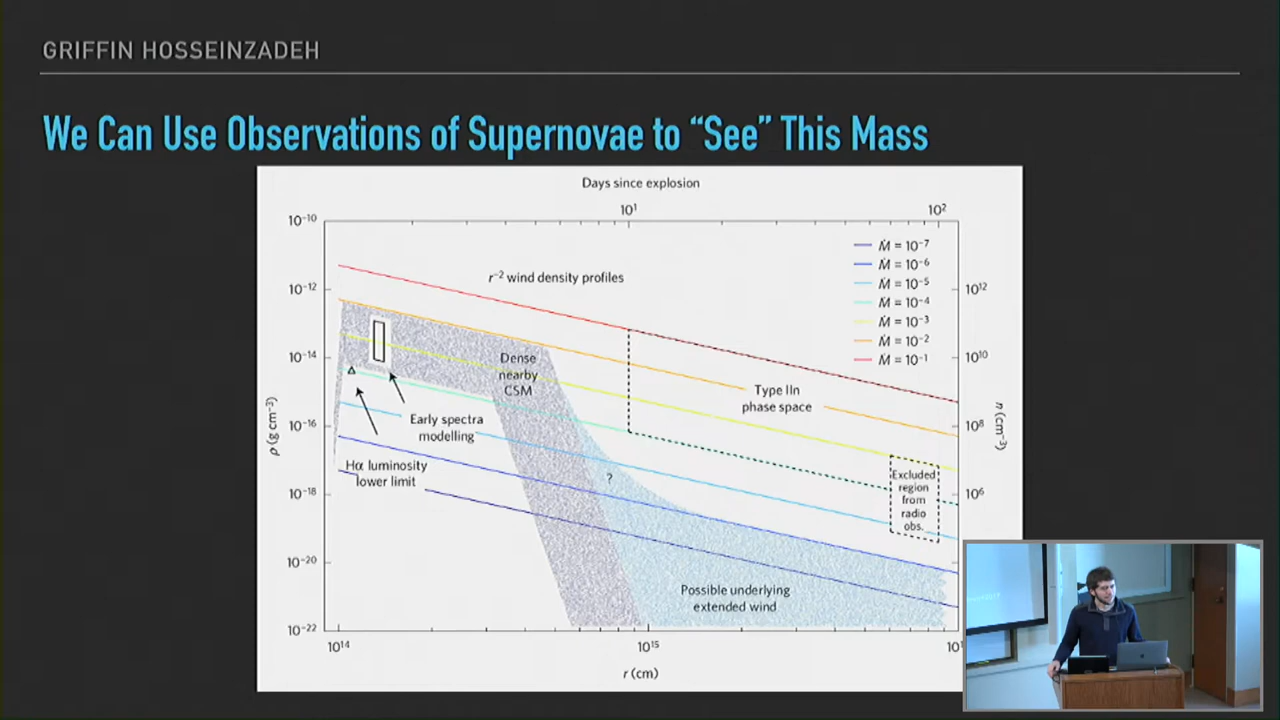 GRIFFIN HOSSEINZADEH
We Can Use Observations of Supernovae to “See” This Mass
Days since explosion
10¹
10²
10⁻¹⁰
10⁻¹²
10⁻¹⁴
10⁻¹⁶
10⁻¹⁸
10⁻²⁰
10⁻²²
ρ (g cm⁻³)
r⁻² wind density profiles
Ṁ = 10⁻⁷
Ṁ = 10⁻⁶
Ṁ = 10⁻⁵
Ṁ = 10⁻⁴
Ṁ = 10⁻³
Ṁ = 10⁻²
Ṁ = 10⁻¹
10¹²
10¹⁰
10⁸
10⁶
n (cm⁻³)
Dense
nearby
CSM
Type IIn
phase space
Early spectra
modelling
Hα luminosity
lower limit
?
Excluded
region
from
radio
obs.
Possible underlying
extended wind
10¹⁴
10¹⁵
r (cm)